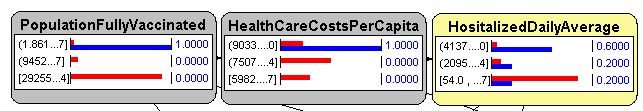 PopulationFullyVaccinated
(1.861...7] 1.0000
(9452...7] 0.0000
[29255...4] 0.0000
HealthCareCostsPerCapita
(9033....0] 1.0000
(7507....4] 0.0000
[5982....7] 0.0000
HositalizedDailyAverage
(4137....0] 0.6000
(2095....4] 0.2000
[54.0 , ...7] 0.2000